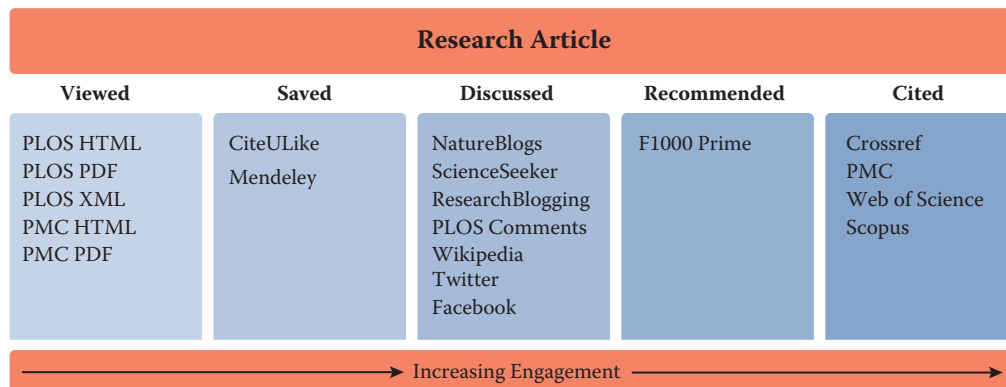 Research Article
Viewed
Saved
Discussed
Recommended
Cited
PLOS HTML
PLOS PDF
PLOS XML
PMC HTML
PMC PDF
CiteULike
Mendeley
NatureBlogs
ScienceSeeker
ResearchBlogging
PLOS Comments
Wikipedia
Twitter
Facebook
F1000 Prime
Crossref
PMC
Web of Science
Scopus
Increasing Engagement